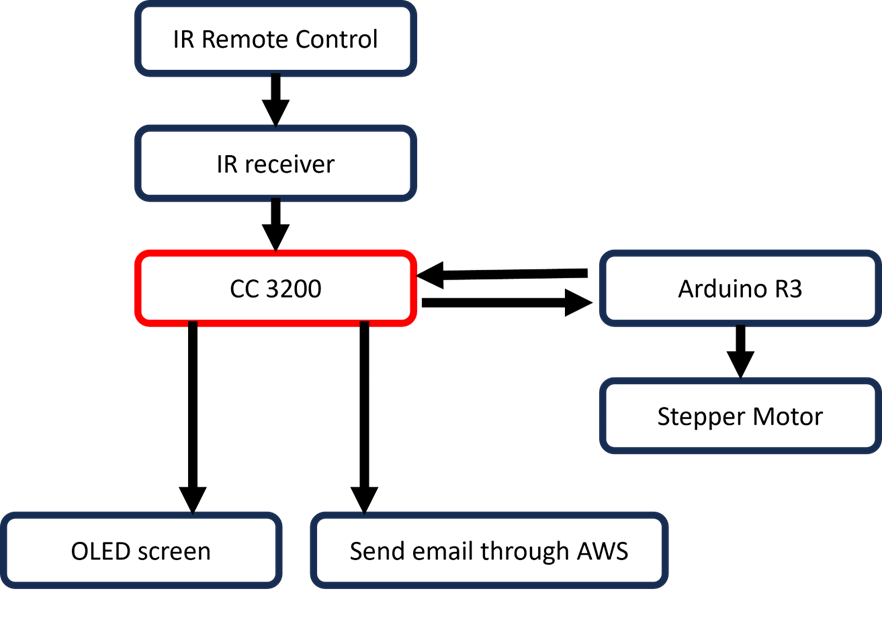 IR Remote Control
IR receiver
CC 3200
Arduino R3
Stepper Motor
OLED screen
Send email through AWS